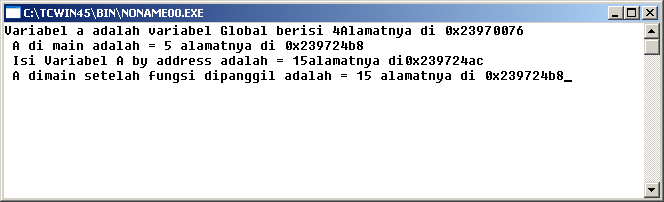 C:\TCWIN45\BIN\NONAME00.EXE
Variabel a adalah variabel Global berisi 4Alamatnya di 0x23970076
A di main adalah = 5 alamatnya di 0x239724b8
Isi Variabel A by address adalah = 15alamatnya di0x239724ac
A dimain setelah fungsi dipanggil adalah = 15 alamatnya di 0x239724b8_